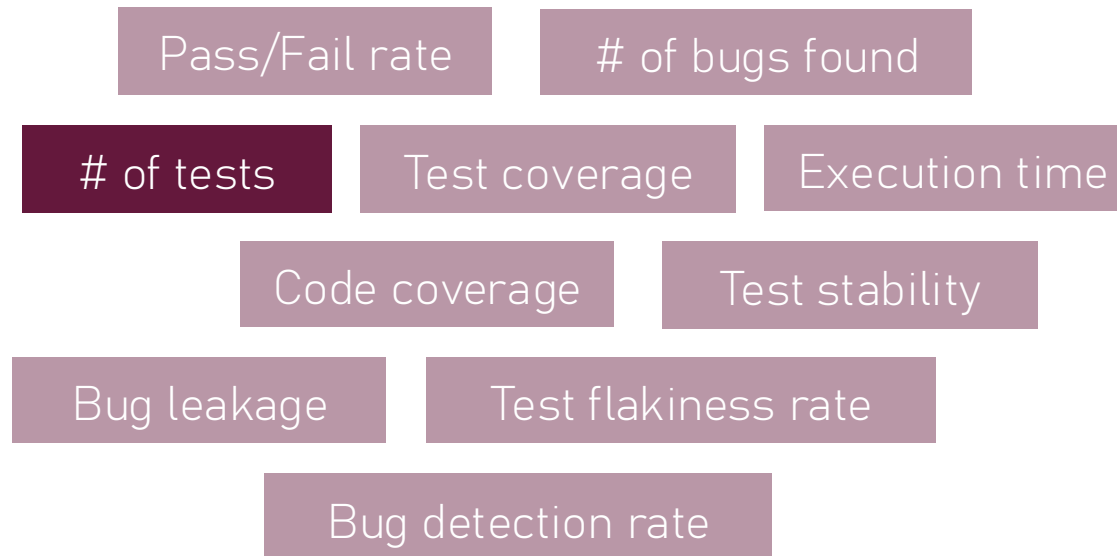 Pass/Fail rate
# of bugs found
# of tests
Test coverage
Execution time
Code coverage
Test stability
Bug leakage
Test flakiness rate
Bug detection rate